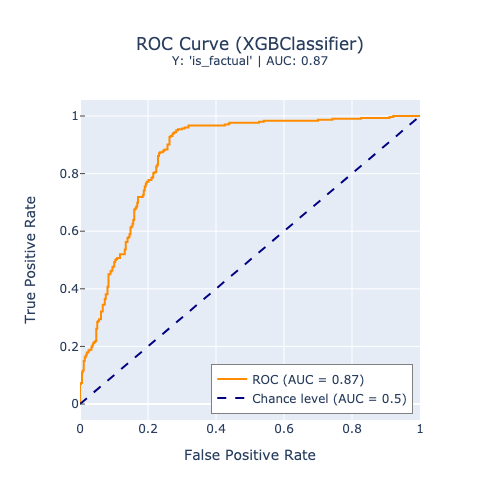 ROC Curve (XGBClassifier)
Y: 'is_factual' | AUC: 0.87
True Positive Rate
1
0.8
0.6
0.4
0.2
0
0
0.2
0.4
0.6
0.8
1
False Positive Rate
ROC (AUC = 0.87)
Chance level (AUC = 0.5)